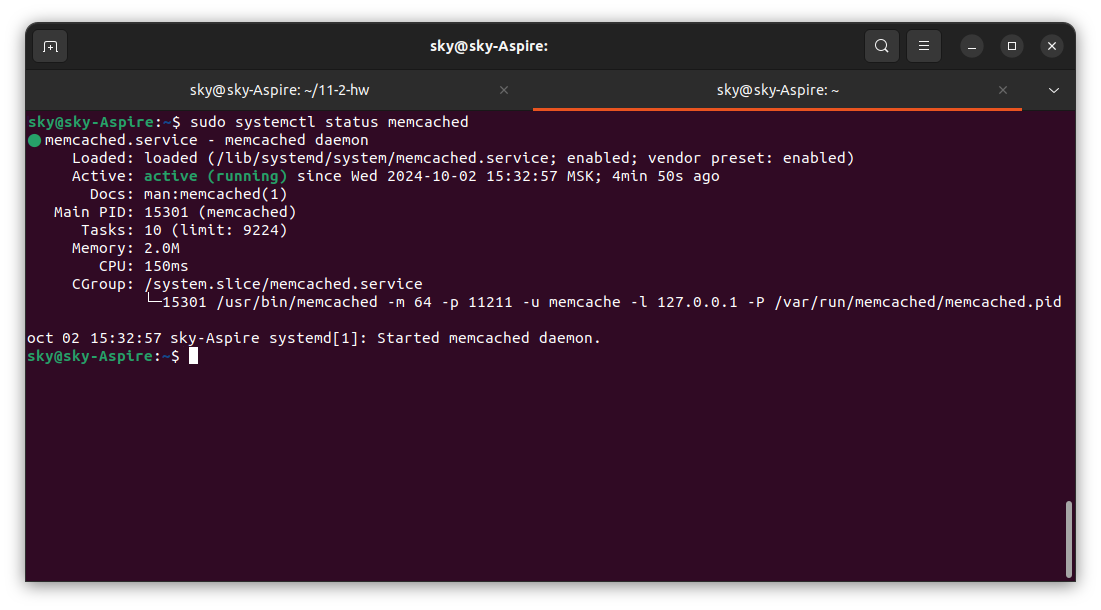 sky@sky-Aspire:
sky@sky-Aspire: ~/11-2-hw
sky@sky-Aspire: ~
sky@sky-Aspire:~$ sudo systemctl status memcached
● memcached.service - memcached daemon
Loaded: loaded (/lib/systemd/system/memcached.service; enabled; vendor preset: enabled)
Active: active (running) since Wed 2024-10-02 15:32:57 MSK; 4min 50s ago
Docs: man:memcached(1)
Main PID: 15301 (memcached)
Tasks: 10 (limit: 9224)
Memory: 2.0M
CPU: 150ms
CGroup: /system.slice/memcached.service
└─15301 /usr/bin/memcached -m 64 -p 11211 -u memcache -l 127.0.0.1 -P /var/run/memcached/memcached.pid
oct 02 15:32:57 sky-Aspire systemd[1]: Started memcached daemon.
sky@sky-Aspire:~$